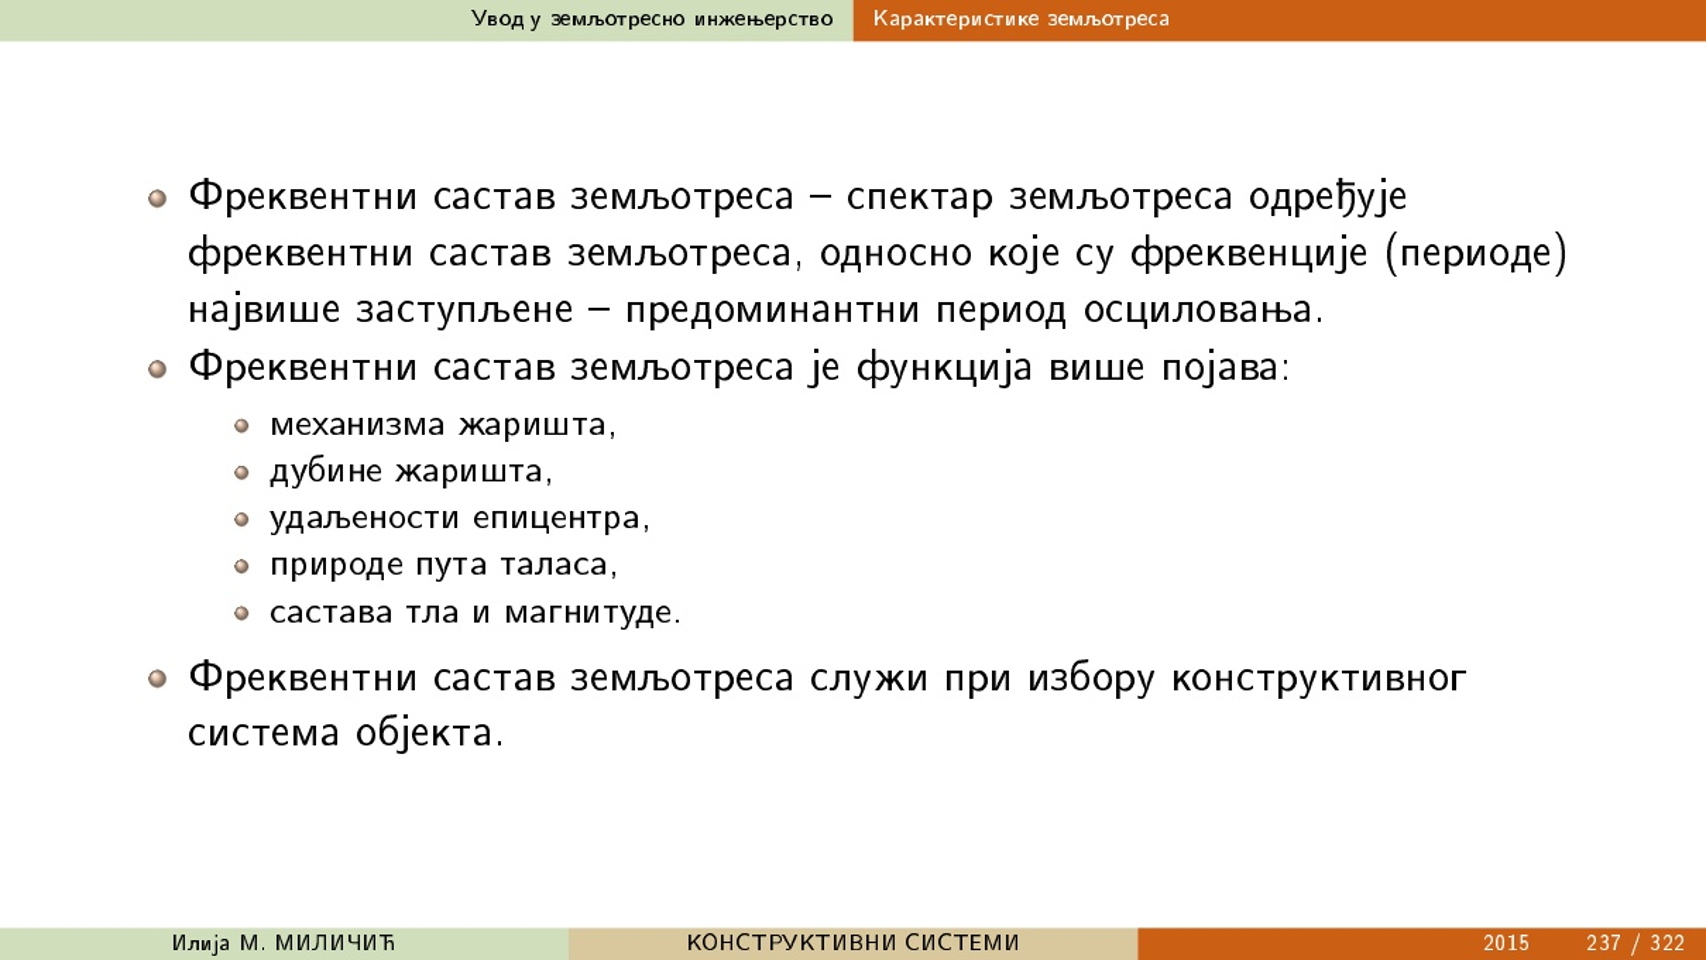 Увод у земљотресно инжењерство Карактеристике земљотреса
Фреквентни састав земљотреса – спектар земљотреса одређује
фреквентни састав земљотреса, односно које су фреквенције (периоде)
највише заступљене – предоминантни период осциловања.
Фреквентни састав земљотреса је функција више појава:
механизма жаришта,
дубине жаришта,
удаљености епицентра,
природе пута таласа,
састава тла и магнитуде.
Фреквентни састав земљотреса служи при избору конструктивног
система објекта.
Илија М. МИЛИЧИЋ КОНСТРУКТИВНИ СИСТЕМИ 2015 237 / 322